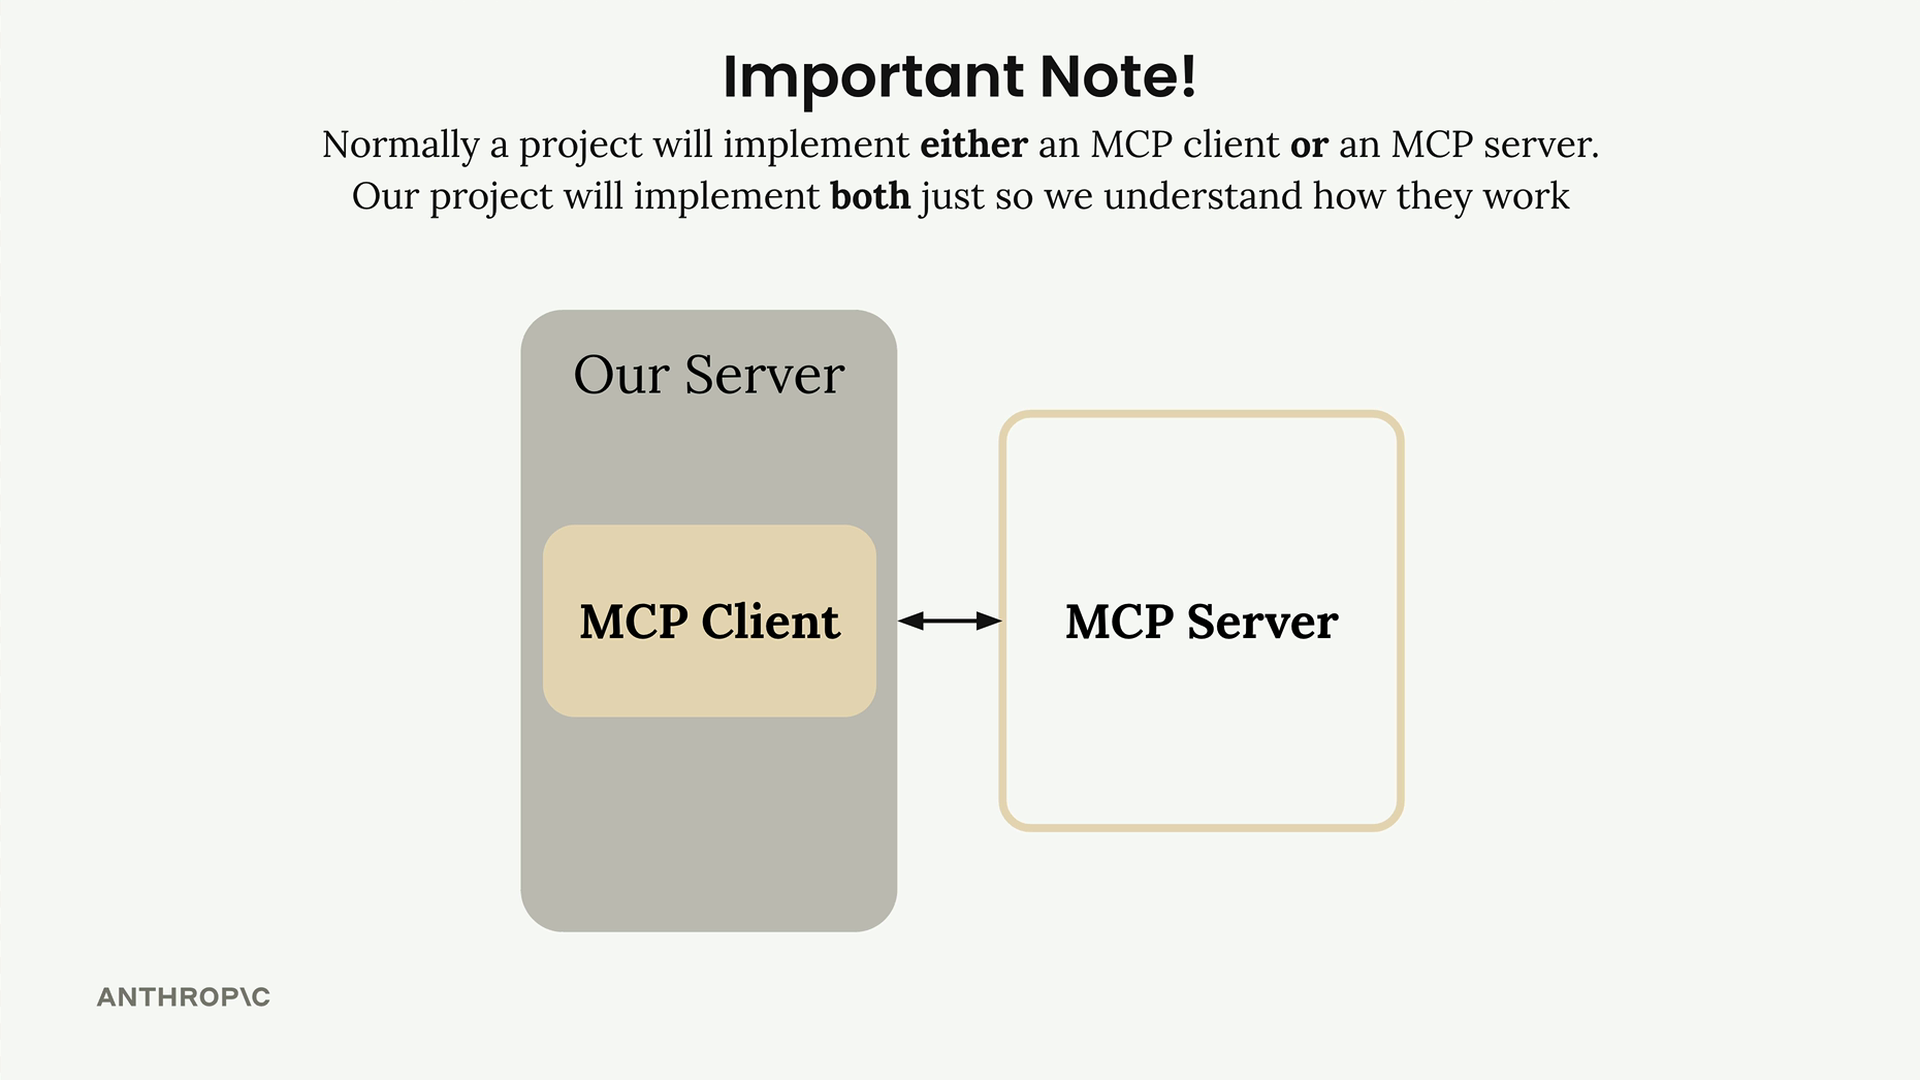 Important Note!
Normally a project will implement either an MCP client or an MCP server.
Our project will implement both just so we understand how they work
Our Server
MCP Client
MCP Server
ANTHROP\C